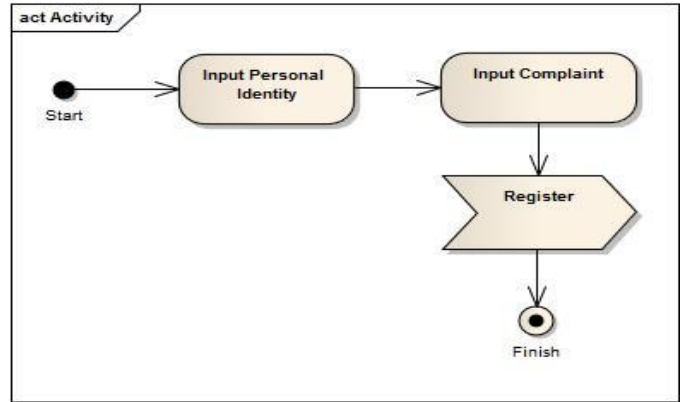 act Activity
Start
Input Personal
Identity
Input Complaint
Register
Finish